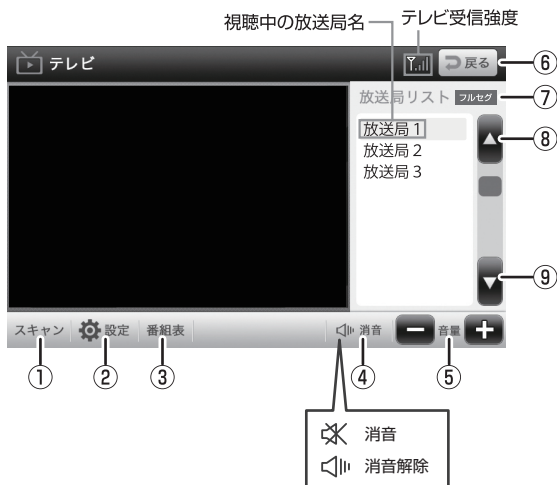 視聴中の放送局名 テレビ受信強度
テレビ 戻る ⑥
放送局リスト フルセグ ⑦
放送局 1 ⑧
放送局 2
放送局 3
⑨
スキャン 設定 番組表 消音 音量
① ② ③ ④ ⑤
消音
消音解除